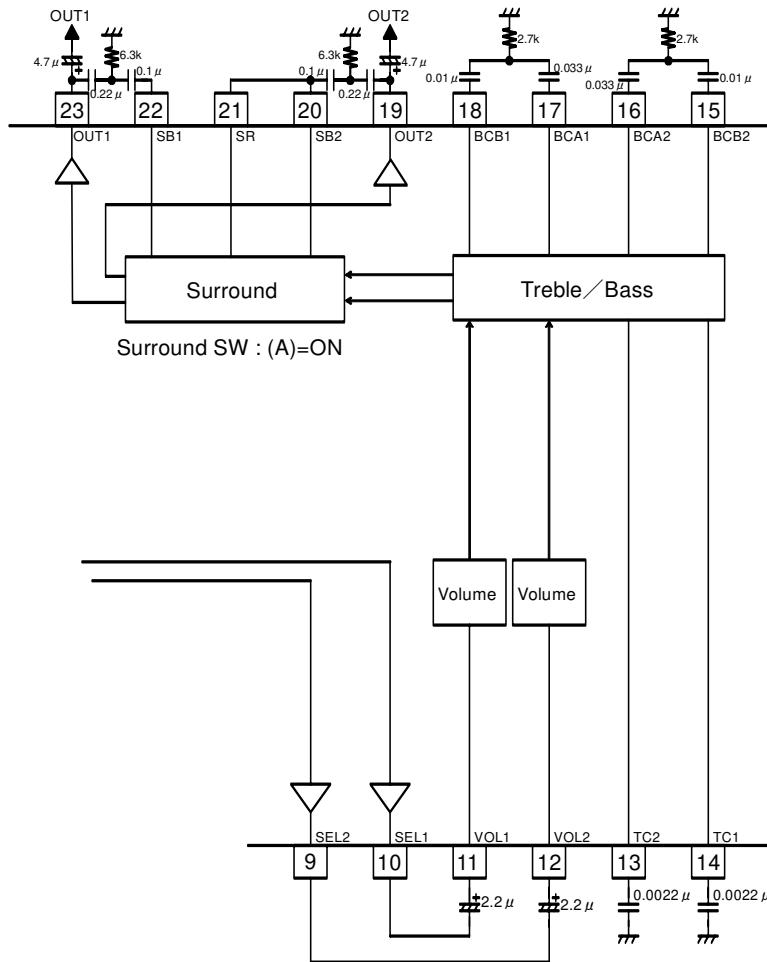 OUT1 OUT2
6.3k 6.3k 2.7k 2.7k
4.7μ 0.1μ 0.1μ 4.7μ 0.01μ 0.033μ 0.033μ 0.01μ
0.22μ 0.22μ
23 22 21 20 19 18 17 16 15
OUT1 SB1 SR SB2 OUT2 BCB1 BCA1 BCA2 BCB2
Surround Treble／Bass
Surround SW : (A)=ON
Volume Volume
SEL2 SEL1 VOL1 VOL2 TC2 TC1
9 10 11 12 13 14
+ 2.2μ + 2.2μ 0.0022μ 0.0022μ